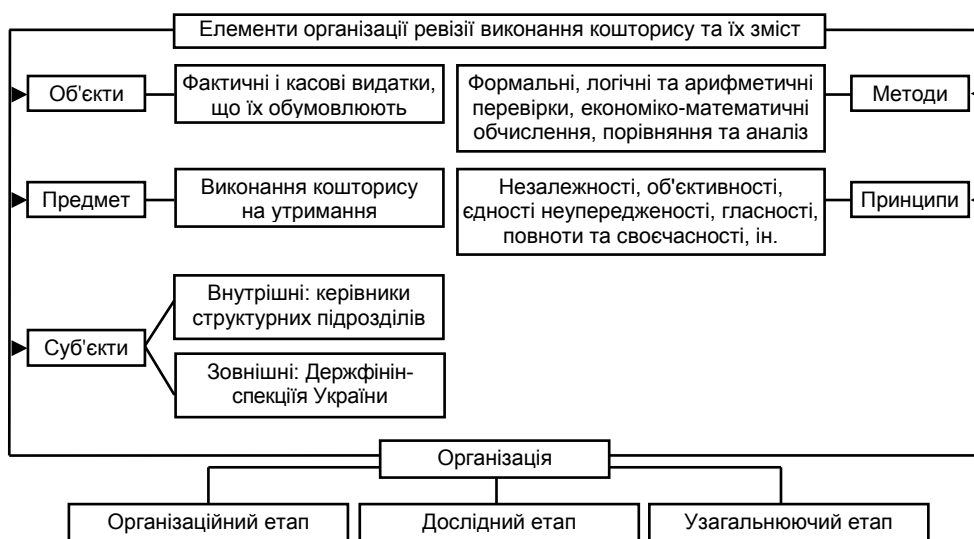 Елементи організації ревізії виконання кошторису та їх зміст
Об'єкти
Фактичні і касові видатки,
що їх обумовлюють
Формальні, логічні та арифметичні
перевірки, економіко-математичні
обчислення, порівняння та аналіз
Методи
Предмет
Виконання кошторису
на утримання
Незалежності, об'єктивності,
єдності неупередженості, гласності,
повноти та своєчасності, ін.
Принципи
Суб'єкти
Внутрішні: керівники
структурних підрозділів
Зовнішні: Держфінін-
спекціїя України
Організація
Організаційний етап
Дослідний етап
Узагальнюючий етап